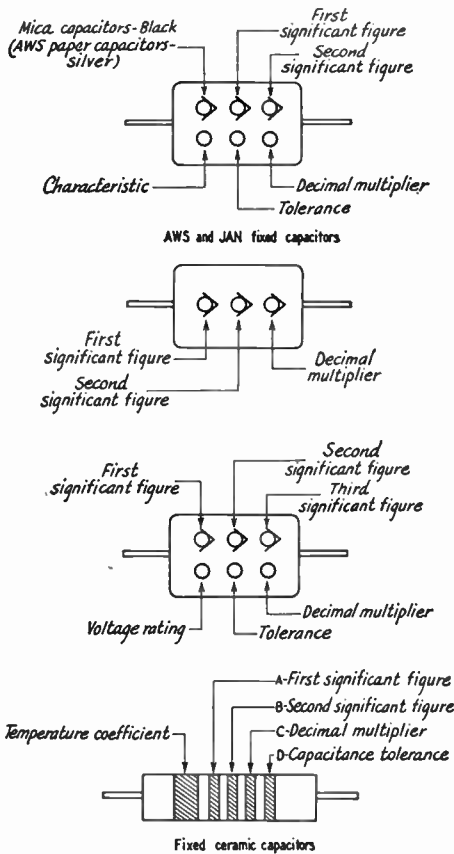 Mica capacitors-Black
(AWS paper capacitors-
silver)
First
significant figure
Second
significant figure
Characteristic
Decimal multiplier
Tolerance
AWS and JAN fixed capacitors
First
significant figure
Second
significant figure
Decimal
multiplier
First
significant figure
Second
significant figure
Third
significant figure
Voltage rating
Tolerance
Decimal multiplier
A-First significant figure
B-Second significant figure
Temperature coefficient
C-Decimal multiplier
D-Capacitance tolerance
Fixed ceramic capacitors